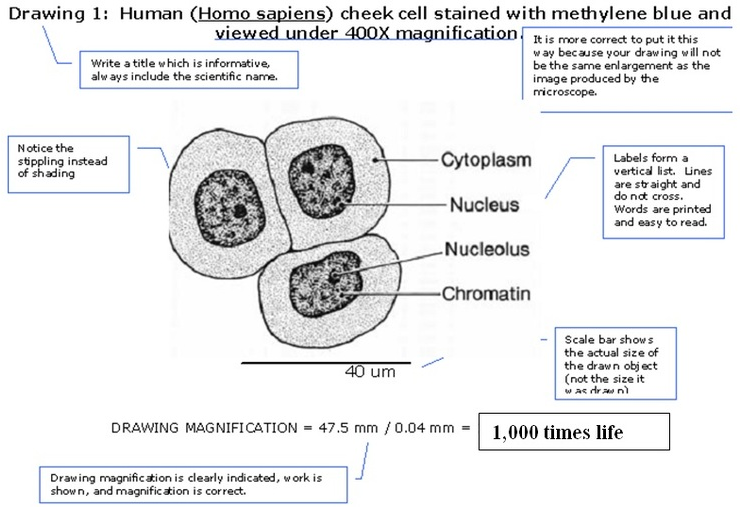 Drawing 1: Human (Homo sapiens) cheek cell stained with methylene blue and
viewed under 400X magnification.
Write a title which is informative,
always include the scientific name.
It is more correct to put it this
way because your drawing will not
be the same enlargement as the
image produced by the
microscope.
Notice the
stippling instead
of shading
Cytoplasm
Nucleus
Nucleolus
Chromatin
Labels form a
vertical list. Lines
are straight and
do not cross.
Words are printed
and easy to read.
Scale bar shows
the actual size of
the drawn object
(not the size it
was drawn)
40 um
DRAWING MAGNIFICATION = 47.5 mm / 0.04 mm = 1,000 times life
Drawing magnification is clearly indicated, work is
shown, and magnification is correct.